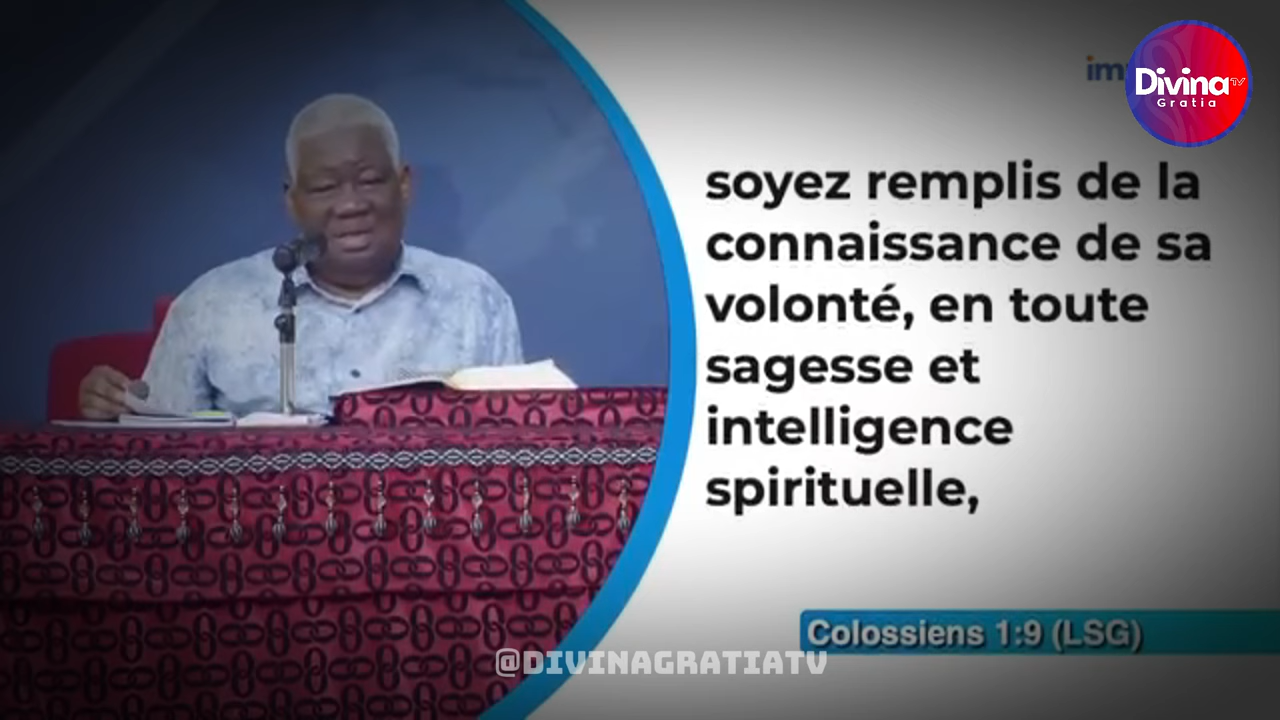 Divina TV
Gratia
soyez remplis de la
connaissance de sa
volonté, en toute
sagesse et
intelligence
spirituelle,
Colossiens 1:9 (LSG)
@DIVINAGRATIATV